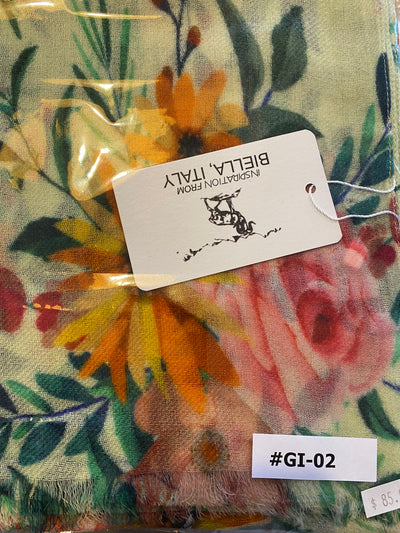 INSPIRATION FROM
BIELLA, ITALY
#GI-02
$ 85.